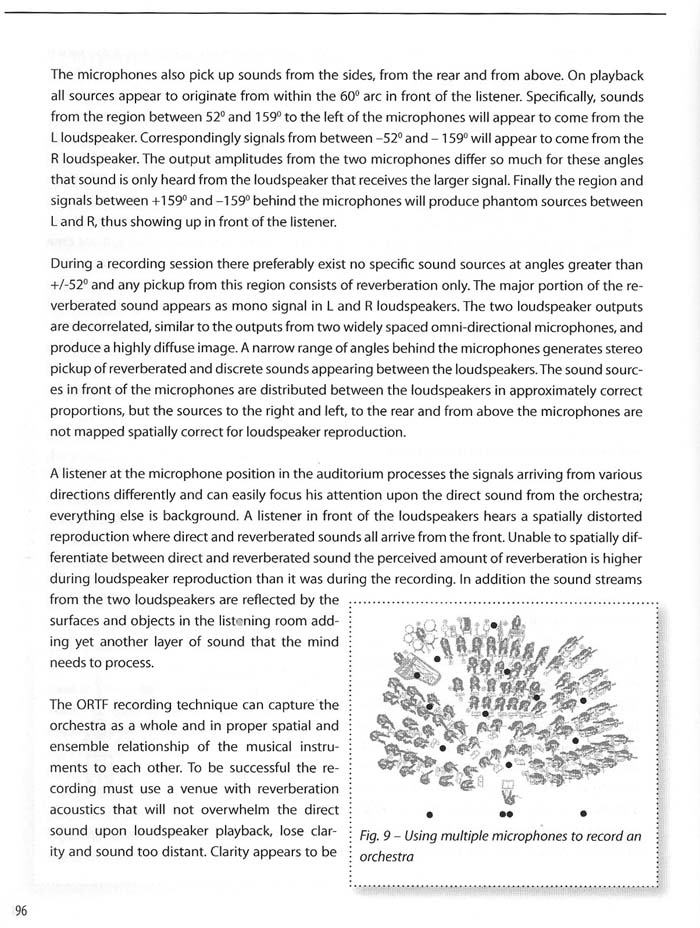 The microphones also pick up sounds from the sides, from the rear and from above. On playback
all sources appear to originate from within the 60⁰ arc in front of the listener. Specifically, sounds
from the region between 52⁰ and 159⁰ to the left of the microphones will appear to come from the
L loudspeaker. Correspondingly signals from between –52⁰ and – 159⁰ will appear to come from the
R loudspeaker. The output amplitudes from the two microphones differ so much for these angles
that sound is only heard from the loudspeaker that receives the larger signal. Finally the region and
signals between +159⁰ and –159⁰ behind the microphones will produce phantom sources between
L and R, thus showing up in front of the listener.
During a recording session there preferably exist no specific sound sources at angles greater than
+/-52⁰ and any pickup from this region consists of reverberation only. The major portion of the re-
verberated sound appears as mono signal in L and R loudspeakers. The two loudspeaker outputs
are decorrelated, similar to the outputs from two widely spaced omni-directional microphones, and
produce a highly diffuse image. A narrow range of angles behind the microphones generates stereo
pickup of reverberated and discrete sounds appearing between the loudspeakers. The sound sourc-
es in front of the microphones are distributed between the loudspeakers in approximately correct
proportions, but the sources to the right and left, to the rear and from above the microphones are
not mapped spatially correct for loudspeaker reproduction.
A listener at the microphone position in the auditorium processes the signals arriving from various
directions differently and can easily focus his attention upon the direct sound from the orchestra;
everything else is background. A listener in front of the loudspeakers hears a spatially distorted
reproduction where direct and reverberated sounds all arrive from the front. Unable to spatially dif-
ferentiate between direct and reverberated sound the perceived amount of reverberation is higher
during loudspeaker reproduction than it was during the recording. In addition the sound streams
from the two loudspeakers are reflected by the
surfaces and objects in the listening room add-
ing yet another layer of sound that the mind
needs to process.
The ORTF recording technique can capture the
orchestra as a whole and in proper spatial and
ensemble relationship of the musical instru-
ments to each other. To be successful the re-
cording must use a venue with reverberation
acoustics that will not overwhelm the direct
sound upon loudspeaker playback, lose clar-
ity and sound too distant. Clarity appears to be
Fig. 9 – Using multiple microphones to record an
orchestra
96